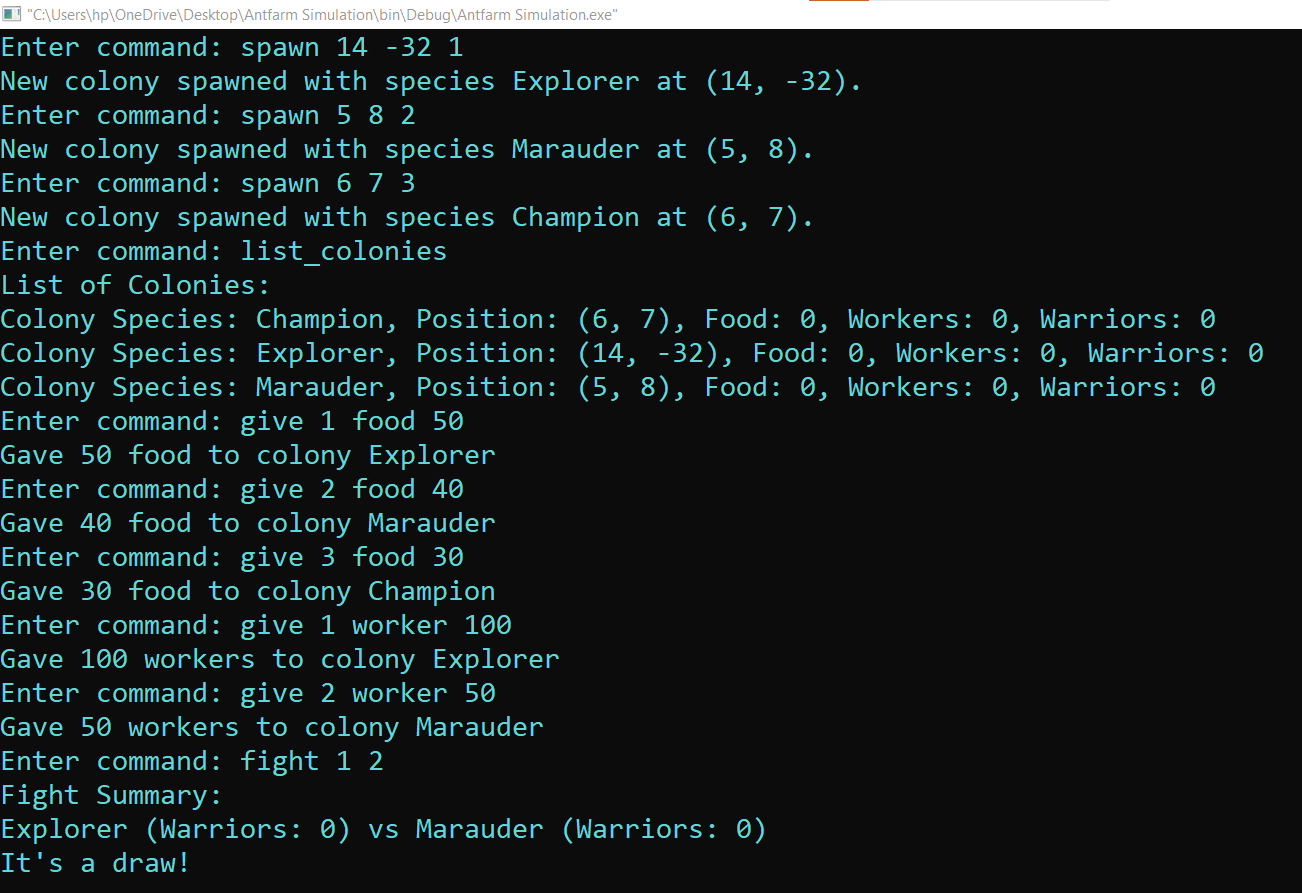 "C:\Users\hp\OneDrive\Desktop\Antfarm Simulation\bin\Debug\Antfarm Simulation.exe"
Enter command: spawn 14 -32 1
New colony spawned with species Explorer at (14, -32).
Enter command: spawn 5 8 2
New colony spawned with species Marauder at (5, 8).
Enter command: spawn 6 7 3
New colony spawned with species Champion at (6, 7).
Enter command: list_colonies
List of Colonies:
Colony Species: Champion, Position: (6, 7), Food: 0, Workers: 0, Warriors: 0
Colony Species: Explorer, Position: (14, -32), Food: 0, Workers: 0, Warriors: 0
Colony Species: Marauder, Position: (5, 8), Food: 0, Workers: 0, Warriors: 0
Enter command: give 1 food 50
Gave 50 food to colony Explorer
Enter command: give 2 food 40
Gave 40 food to colony Marauder
Enter command: give 3 food 30
Gave 30 food to colony Champion
Enter command: give 1 worker 100
Gave 100 workers to colony Explorer
Enter command: give 2 worker 50
Gave 50 workers to colony Marauder
Enter command: fight 1 2
Fight Summary:
Explorer (Warriors: 0) vs Marauder (Warriors: 0)
It's a draw!